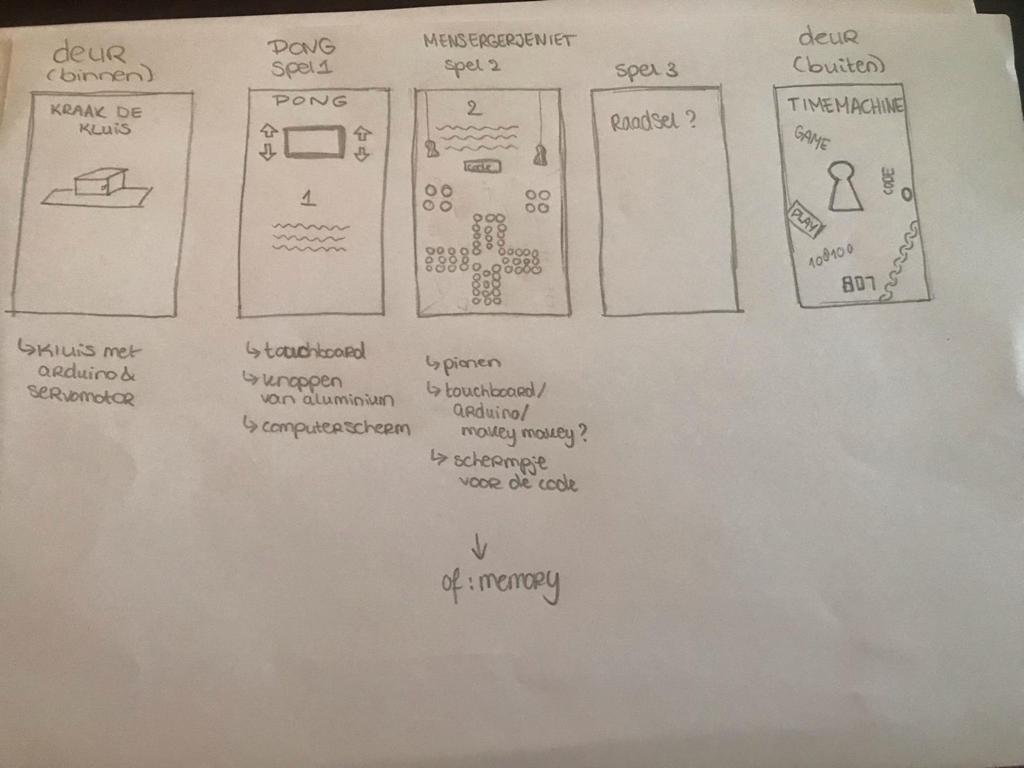 deur
(binnen)
KRAAK DE
KLUIS
↳ kluis met
arduino &
servomotor
PONG
Spel 1
PONG
1
↳ touchboard
↳ knoppen
van aluminium
↳ computerscherm
MENSERGERJENIET
Spel 2
2
code
↳ pionen
↳ touchboard/
arduino/
makey makey?
↳ schermpje
voor de code
↓
of: memory
Spel 3
Raadsel?
deur
(buiten)
TIMEMACHINE
GAME
CODE
PLAY
100100
807